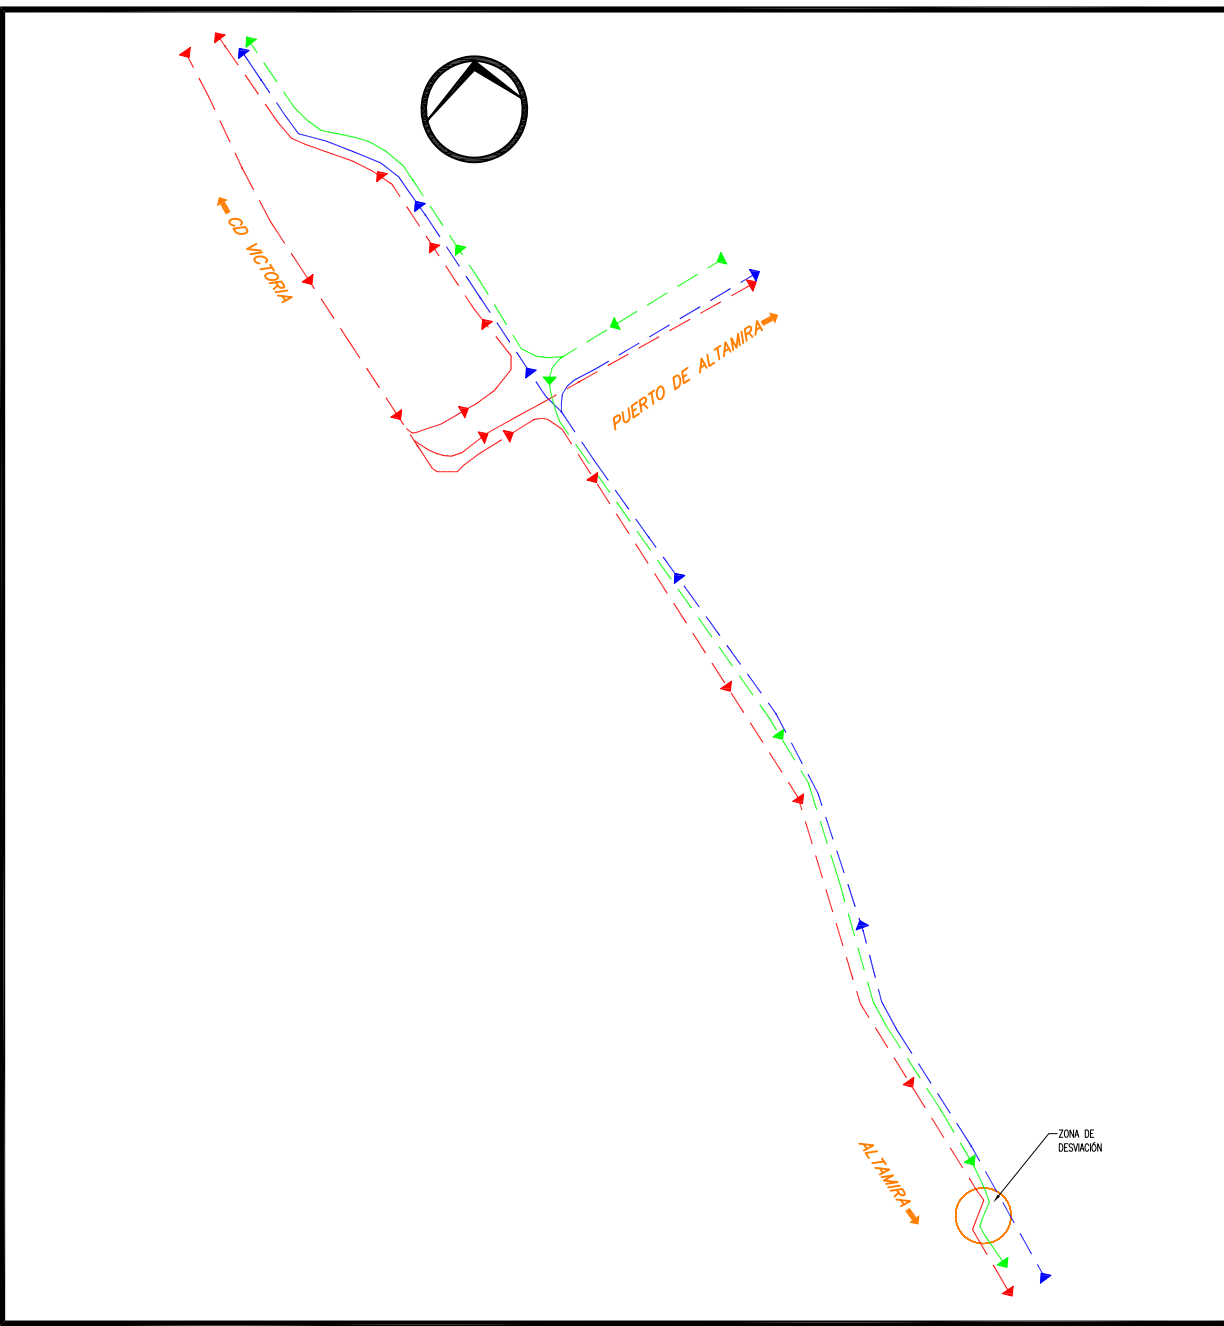 CD VICTORIA
PUERTO DE ALTAMIRA
ZONA DE
DESVIACIÓN
ALTAMIRA